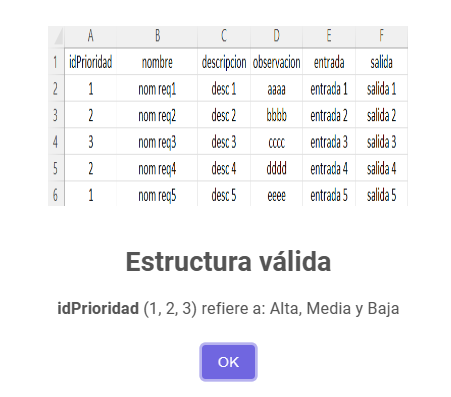 A B C D E F
1 idPrioridad nombre descripcion observacion entrada salida
2 1 nom req1 desc 1 aaaa entrada 1 salida 1
3 2 nom req2 desc 2 bbbb entrada 2 salida 2
4 3 nom req3 desc 3 cccc entrada 3 salida 3
5 2 nom req4 desc 4 dddd entrada 4 salida 4
6 1 nom req5 desc 5 eeee entrada 5 salida 5
Estructura válida
idPrioridad (1, 2, 3) refiere a: Alta, Media y Baja
OK